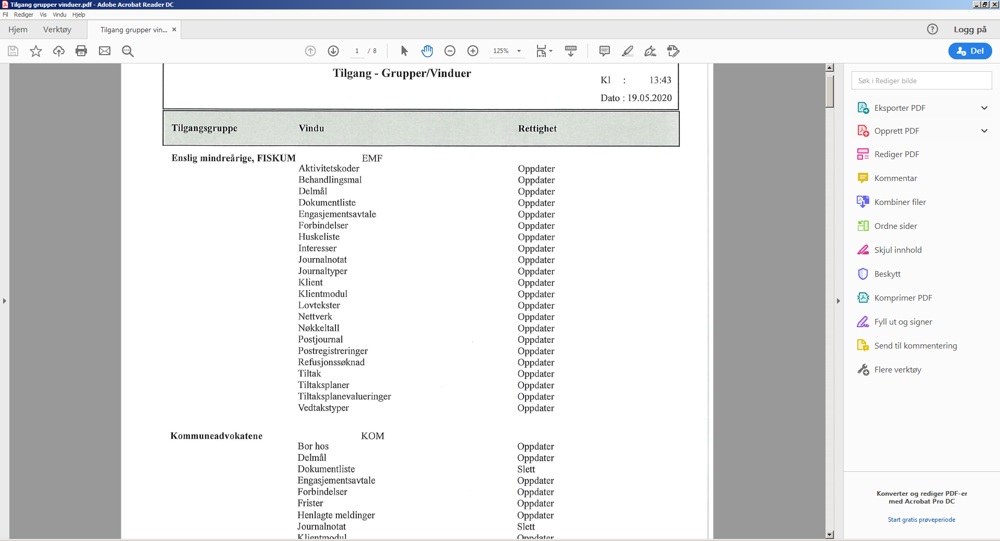 Tilgang grupper vinduer.pdf - Adobe Acrobat Reader DC
Fil Rediger Vis Vindu Hjelp
Hjem Verktøy Tilgang grupper vin... Logg på
1 / 8 125% Del
Tilgang - Grupper/Vinduer
Kl : 13:43
Dato : 19.05.2020
Tilgangsgruppe Vindu Rettighet
Enslig mindreårige, FISKUM EMF
Aktivitetskoder Oppdater
Behandlingsmal Oppdater
Delmål Oppdater
Dokumentliste Oppdater
Engasjementsavtale Oppdater
Forbindelser Oppdater
Huskeliste Oppdater
Interesser Oppdater
Journalnotat Oppdater
Journaltyper Oppdater
Klient Oppdater
Klientmodul Oppdater
Lovtekster Oppdater
Nettverk Oppdater
Nøkkeltall Oppdater
Postjournal Oppdater
Postregistreringer Oppdater
Refusjonssøknad Oppdater
Tiltak Oppdater
Tiltaksplaner Oppdater
Tiltaksplanevalueringer Oppdater
Vedtakstyper Oppdater
Kommuneadvokatene KOM
Bor hos Oppdater
Delmål Oppdater
Dokumentliste Slett
Engasjementsavtale Oppdater
Forbindelser Oppdater
Frister Oppdater
Henlagte meldinger Oppdater
Journalnotat Slett
Klientmodul Oppdater
Søk i Rediger bilde
Eksporter PDF
Opprett PDF
Rediger PDF
Kommentar
Kombiner filer
Ordne sider
Skjul innhold
Beskytt
Komprimer PDF
Fyll ut og signer
Send til kommentering
Flere verktøy
Konverter og rediger PDF-er
med Acrobat Pro DC
Start gratis prøveperiode